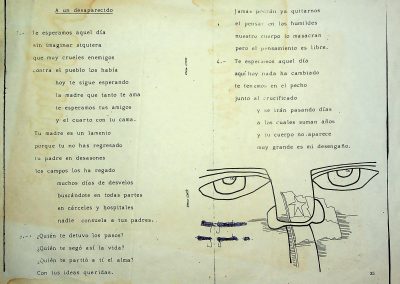 A un desaparecido
1.- Te esperamos aquel día
sin imaginar siquiera
que muy crueles enemigos
contra el pueblo los había
hoy te sigue esperando
la madre que tanto te ama
te esperamos tus amigos
y el cuarto con tu cama.
Tu madre es un lamento
porque tu no has regresado
tu padre en desazones
los campos los ha regado
muchos días de desvelos
buscándote en todas partes
en cárceles y hospitales
nadie consuela a tus padres.
3.- ¿Quién te detuvo los pasos?
¿Quién te negó así la vida?
¿Quién te partió a tí el alma?
Con tus ideas queridas.
Jamás podrán ya quitarnos
el pensar en los humildes
nuestro cuerpo lo masacran
pero el pensamiento es libre.
4.- Te esperamos aquel día
aquí hoy nada ha cambiado
te tenemos en el pecho
junto al crucificado
y se irán pasando días
a los cuales suman años
y tu cuerpo no aparece
muy grande es mi desengaño.
35